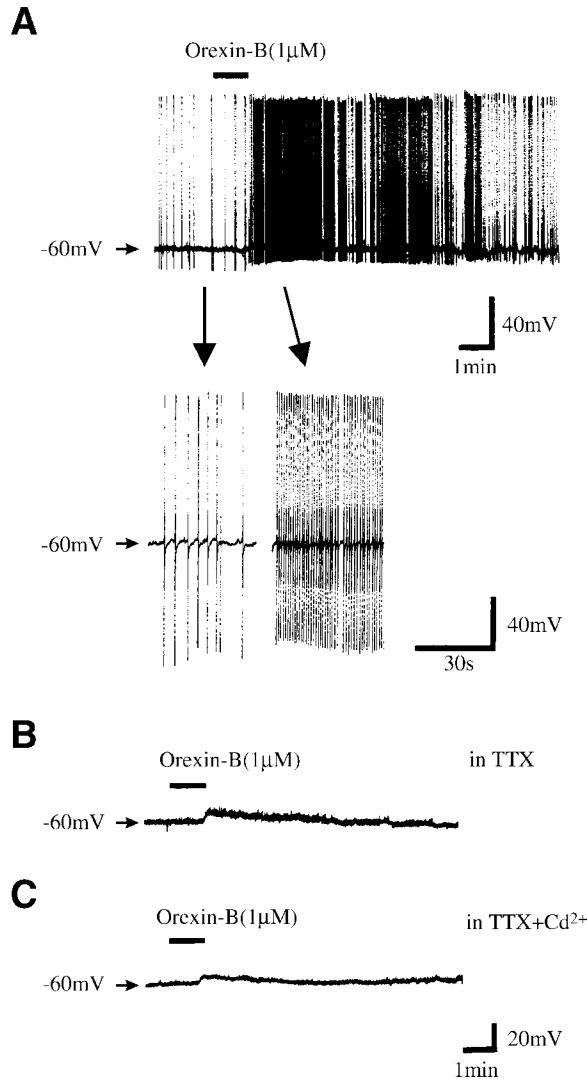 A
Orexin-B(1μM)
-60mV
40mV
1min
-60mV
40mV
30s
B
Orexin-B(1μM)
in TTX
-60mV
C
Orexin-B(1μM)
in TTX+Cd²⁺
-60mV
20mV
1min